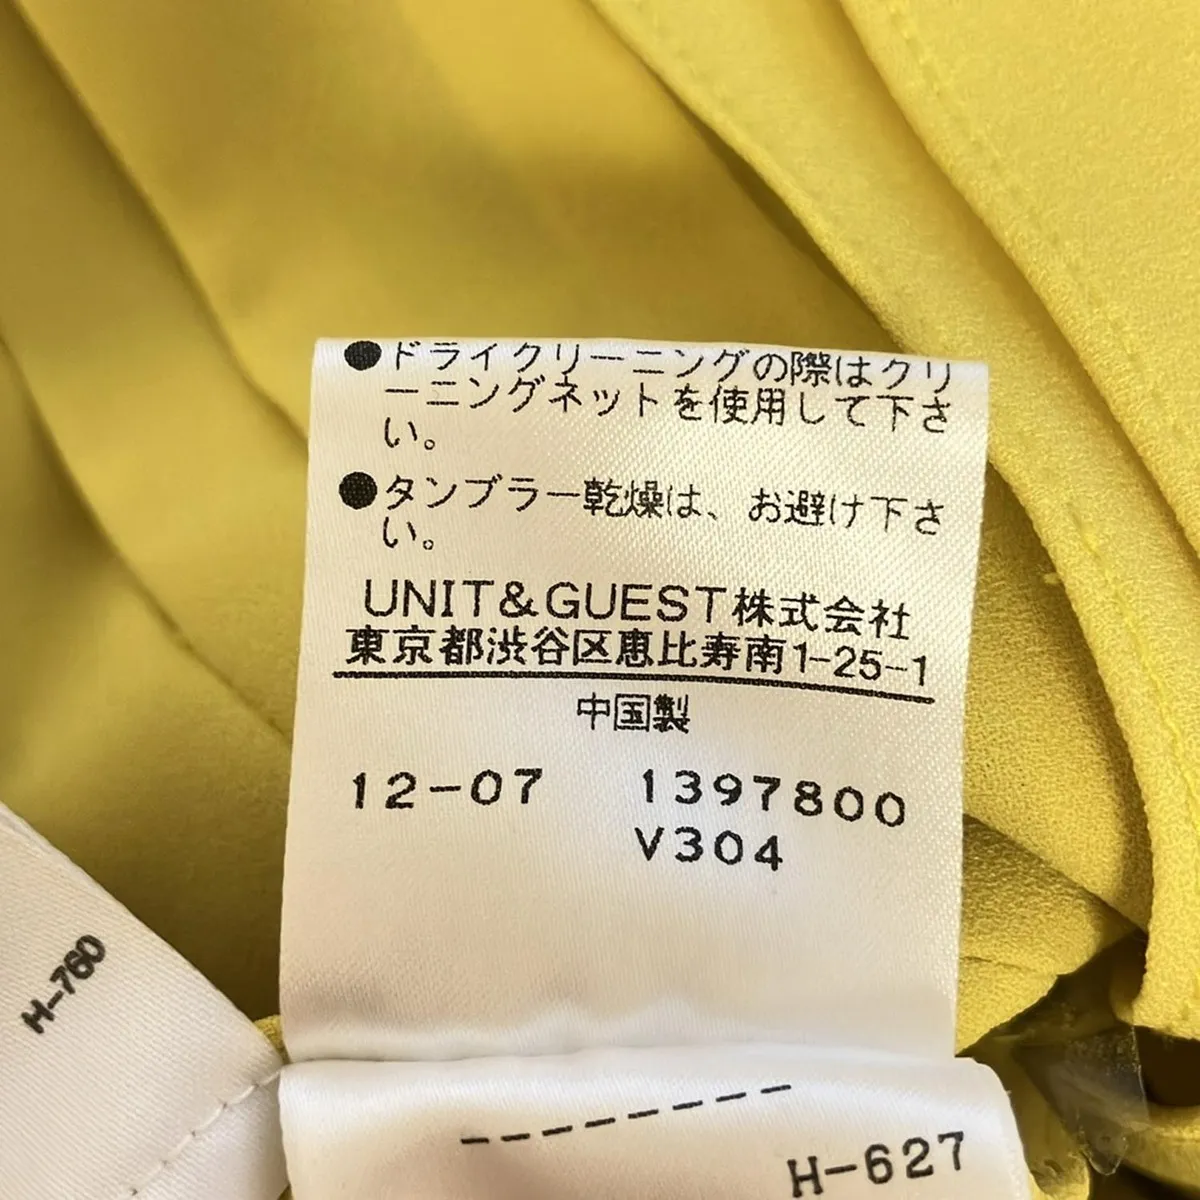 ●ドライクリーニングの際はクリ
ーニングネットを使用して下さ
い。
●タンブラー乾燥は、お避け下さ
い。
UNIT&GUEST株式会社
東京都渋谷区恵比寿南1-25-1
中国製
12-07 1397800
V304
H-760
--------
H-627